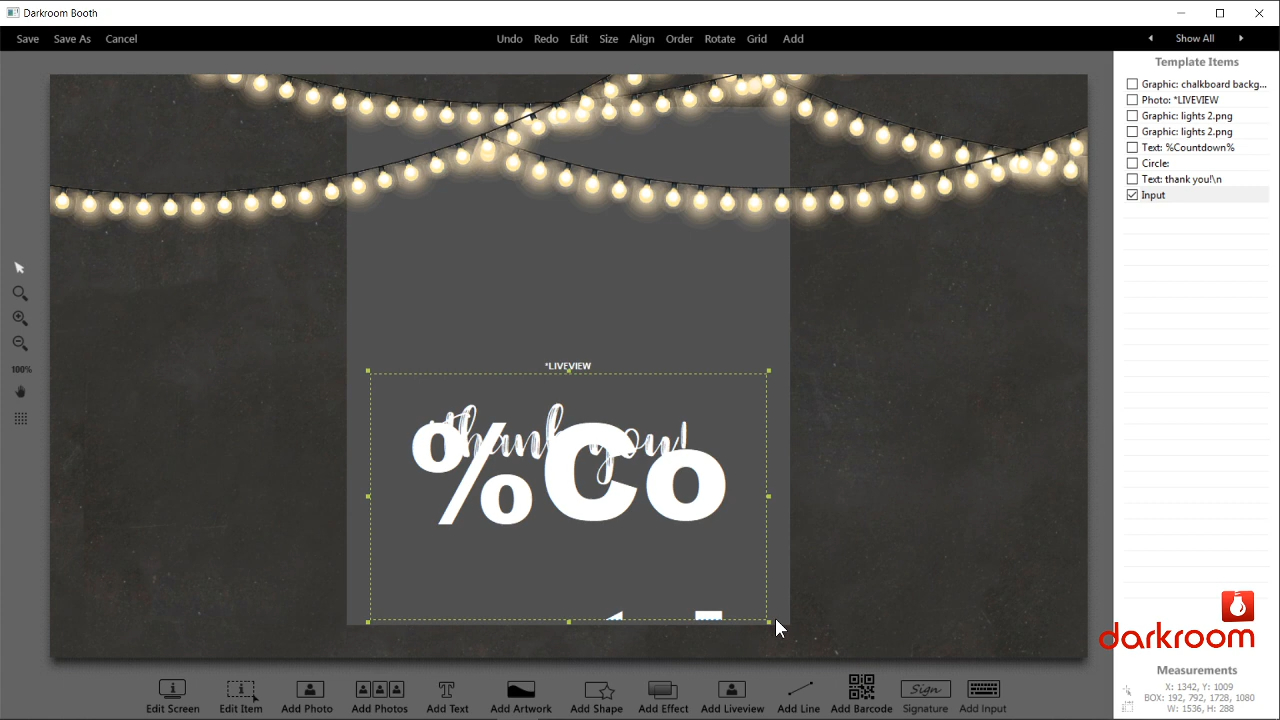 Darkroom Booth
Save Save As Cancel Undo Redo Edit Size Align Order Rotate Grid Add Show All
Template Items
Graphic: chalkboard backg...
Photo: *LIVEVIEW
Graphic: lights 2.png
Graphic: lights 2.png
Text: %Countdown%
Circle:
Text: thank you!\n
Input
100%
*LIVEVIEW
thank you!
%Co
darkroom
Measurements
X: 1342, Y: 1009
BOX: 192, 792, 1728, 1080
W: 1536, H: 288
Sign
Edit Screen Edit Item Add Photo Add Photos Add Text Add Artwork Add Shape Add Effect Add Liveview Add Line Add Barcode Signature Add Input